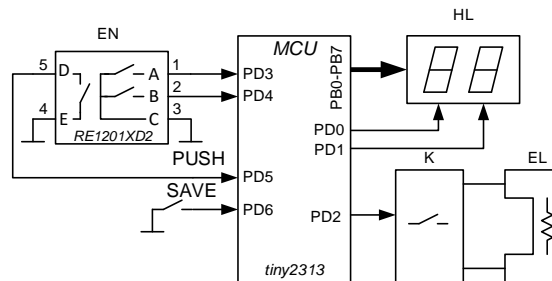 EN
HL
MCU
5 D A 1
B 2
4 E C 3
RE1201XD2
PUSH
SAVE
PD3
PD4
PD5
PD6
PB0-PB7
PD0
PD1
PD2
tiny2313
K
EL